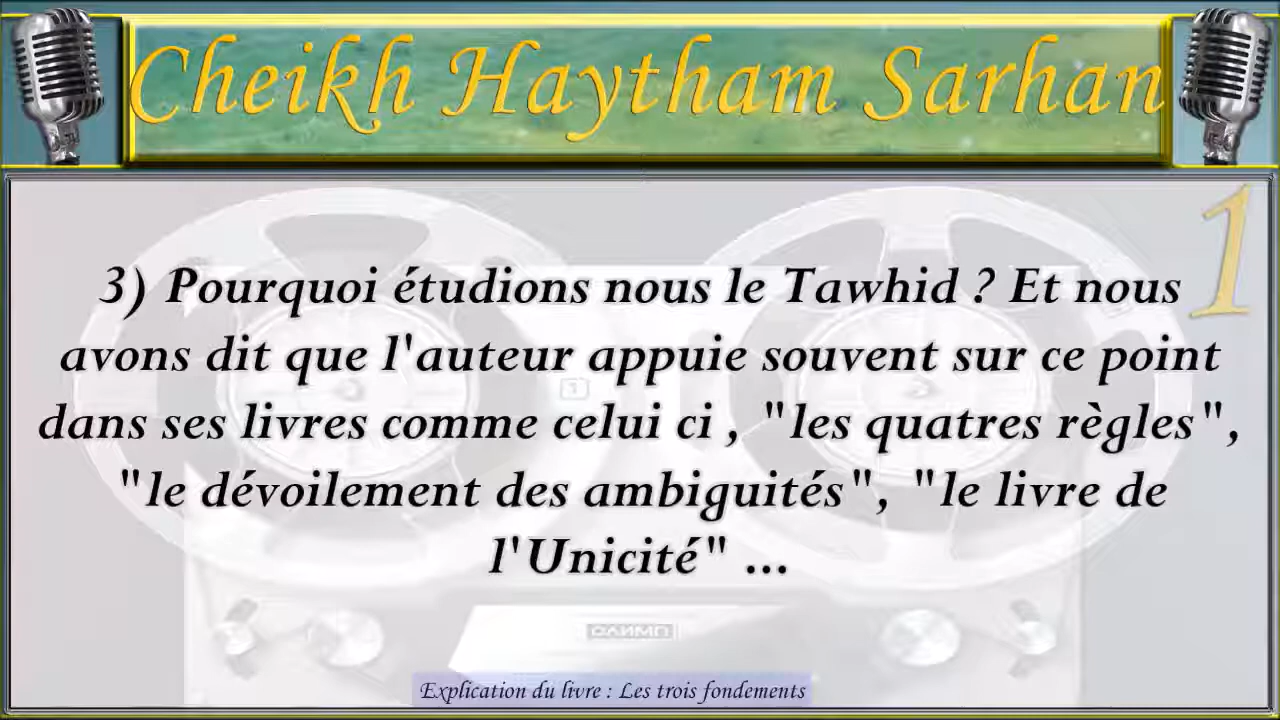 Cheikh Haytham Sarhan
1
3) Pourquoi étudions nous le Tawhid ? Et nous
avons dit que l'auteur appuie souvent sur ce point
dans ses livres comme celui ci , "les quatres règles",
"le dévoilement des ambiguités", "le livre de
l'Unicité" ...
ОЛИМП
Explication du livre : Les trois fondements